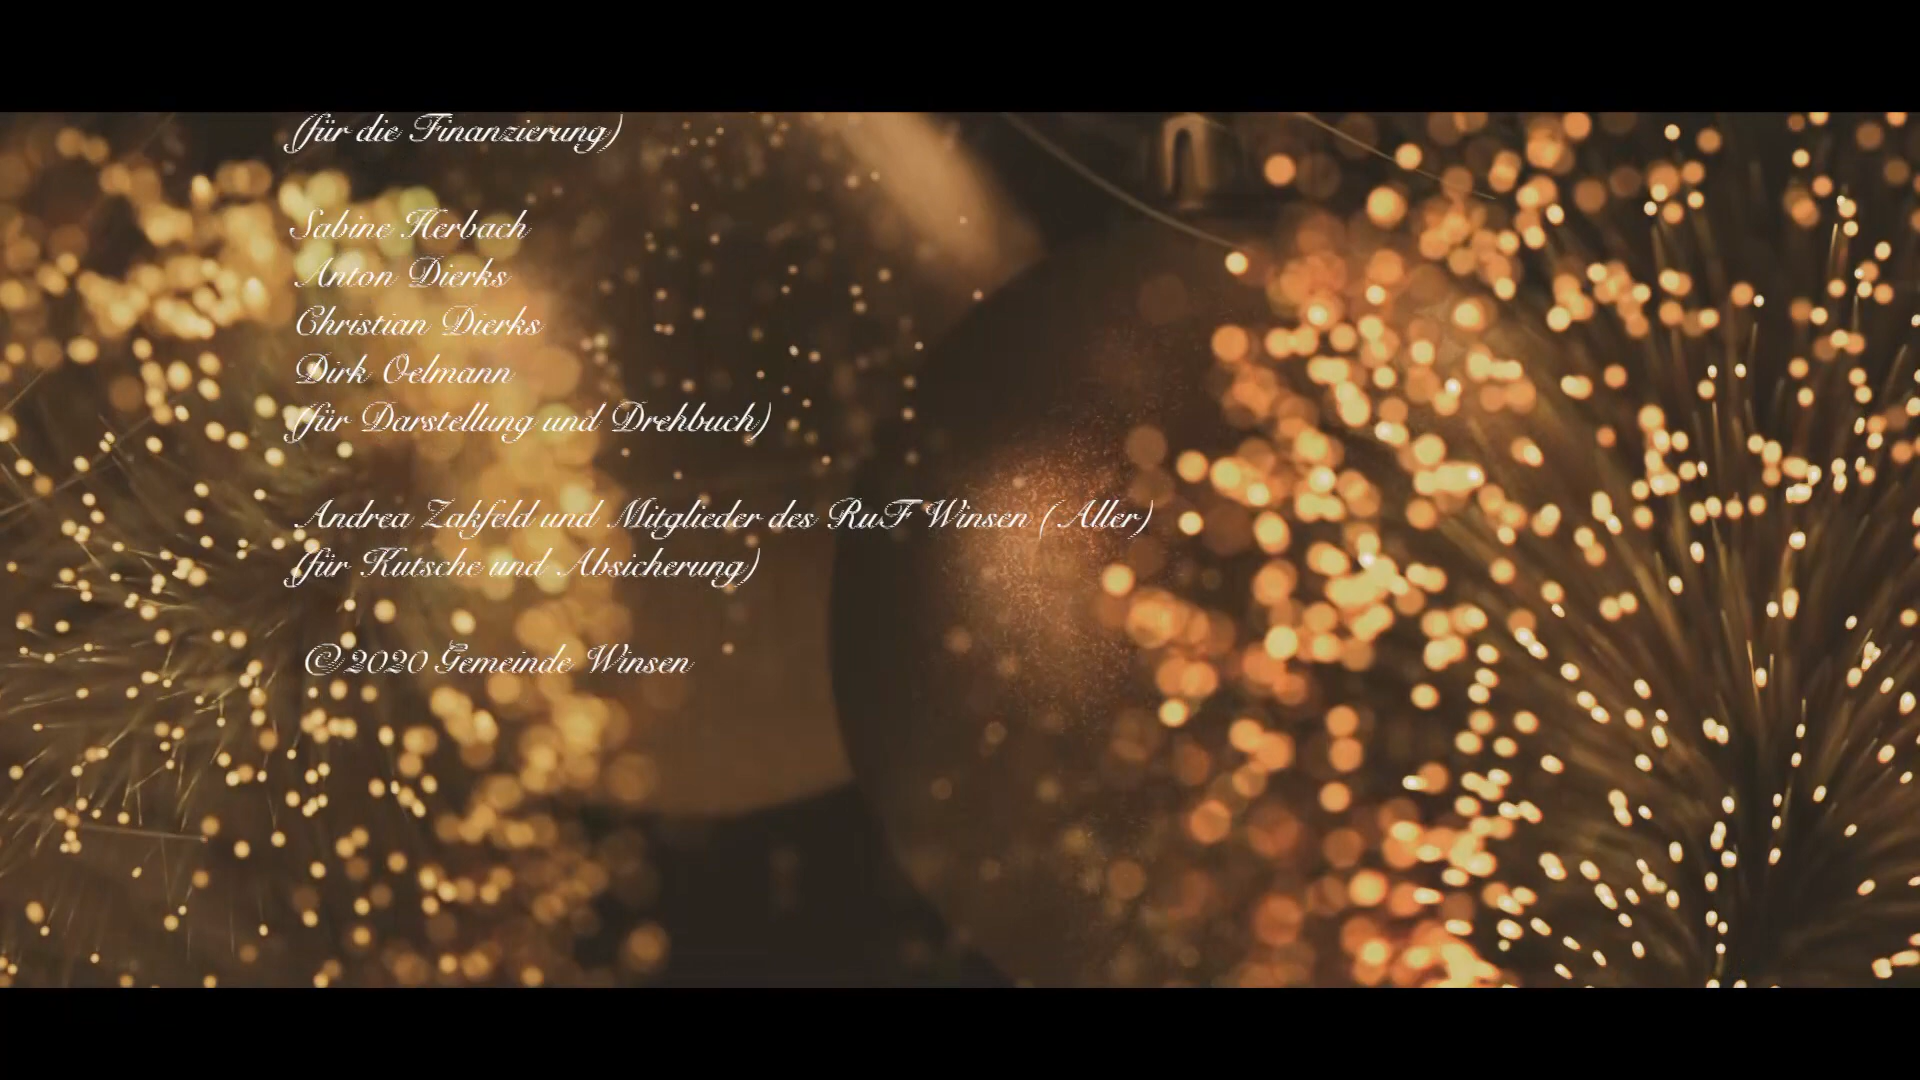 (für die Finanzierung)
Sabine Herbach
Anton Dierks
Christian Dierks
Dirk Oelmann
(für Darstellung und Drehbuch)
Andrea Zakfeld und Mitglieder des RuF Winsen (Aller)
(für Kutsche und Absicherung)
©2020 Gemeinde Winsen